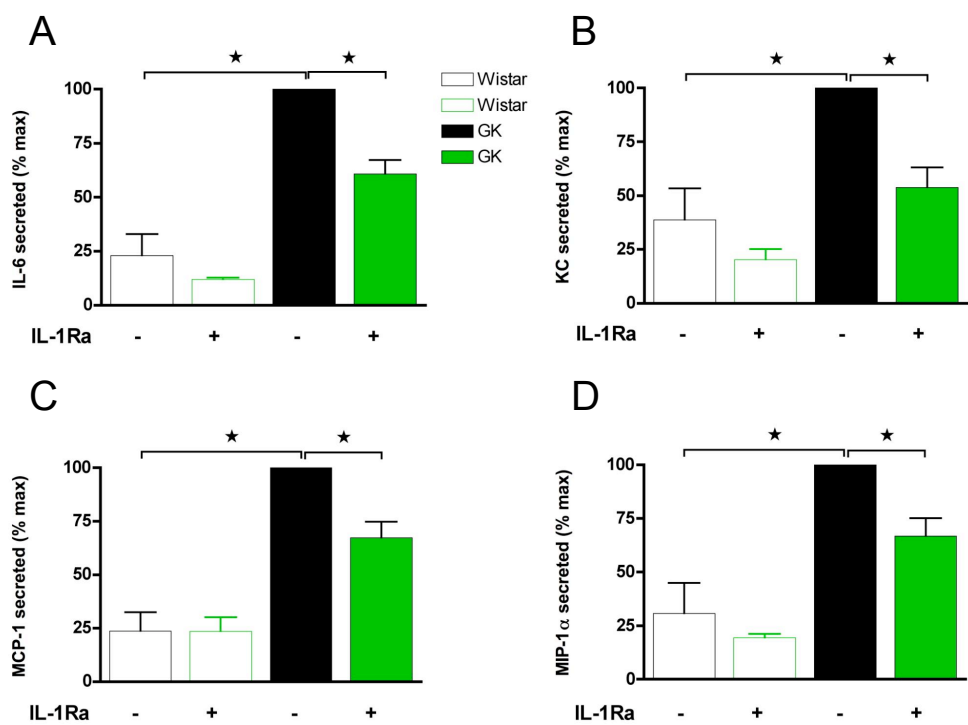 A
B
★ ★
★ ★
IL-6 secreted (% max)
100
75
50
25
0
Wistar
Wistar
GK
GK
KC secreted (% max)
100
75
50
25
0
IL-1Ra - + - +
IL-1Ra - + - +
C
D
★ ★
★ ★
MCP-1 secreted (% max)
100
75
50
25
0
MIP-1α secreted (% max)
100
75
50
25
0
IL-1Ra - + - +
IL-1Ra - + - +